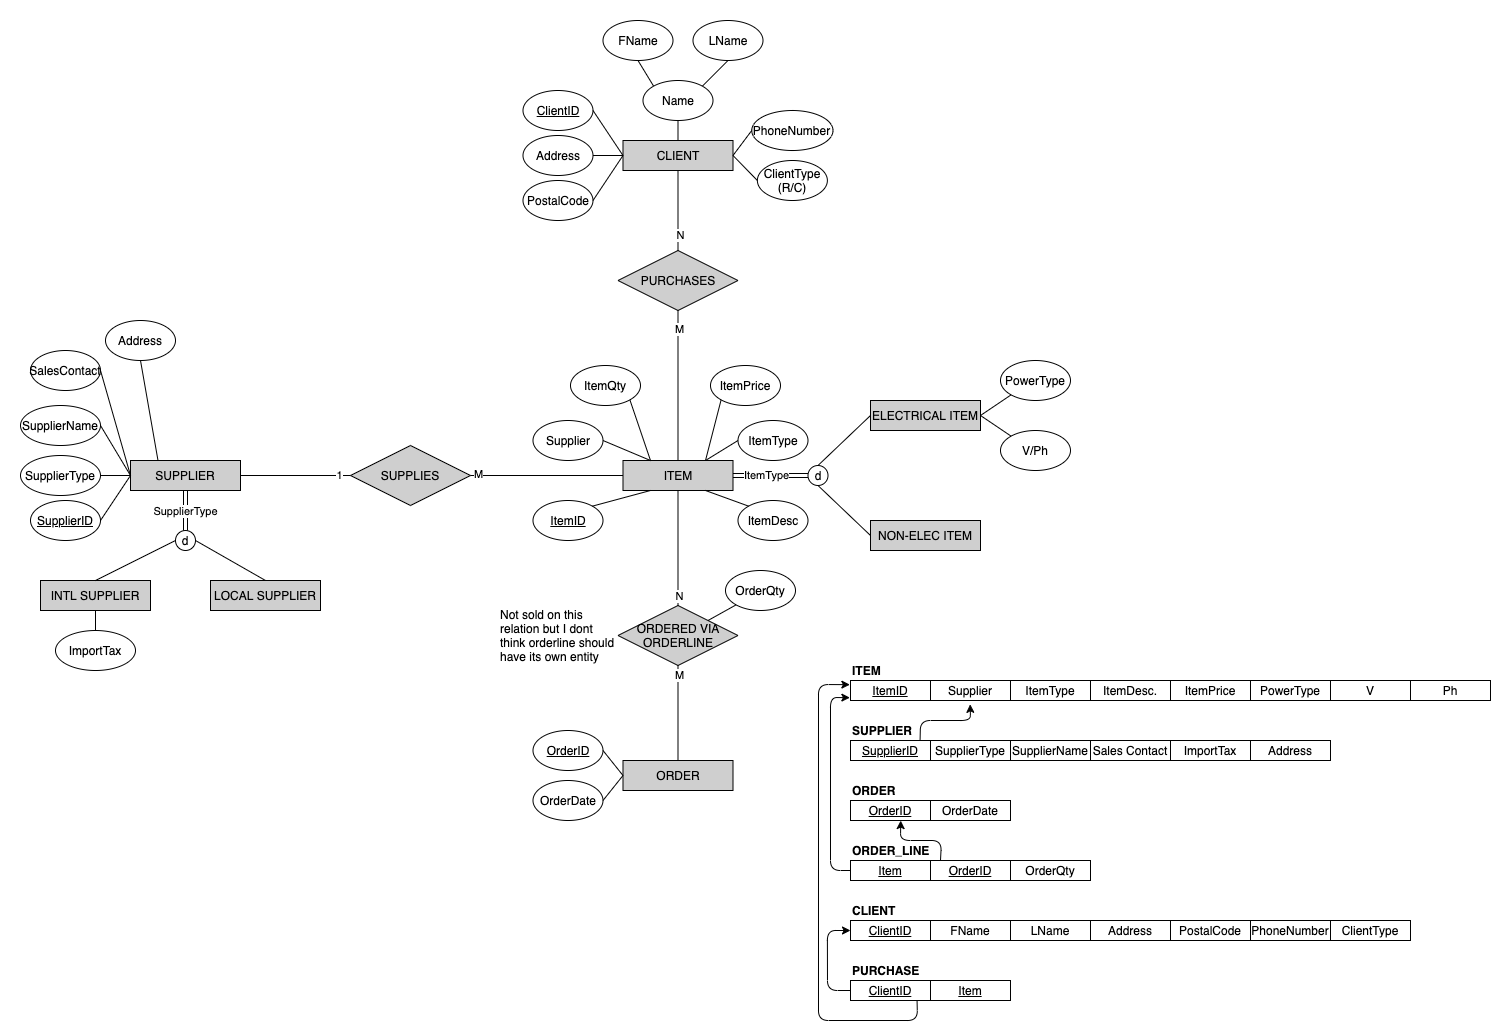 FName
LName
Name
ClientID
PhoneNumber
Address
CLIENT
ClientType
(R/C)
PostalCode
N
PURCHASES
M
Address
SalesContact
SupplierName
SupplierType
SupplierID
SUPPLIER
SupplierType
d
INTL SUPPLIER
LOCAL SUPPLIER
ImportTax
1
SUPPLIES
M
ItemQty
ItemPrice
Supplier
ItemType
ITEM
ItemType
d
ItemID
ItemDesc
ELECTRICAL ITEM
PowerType
V/Ph
NON-ELEC ITEM
N
OrderQty
Not sold on this
relation but I dont
think orderline should
have its own entity
ORDERED VIA
ORDERLINE
M
OrderID
OrderDate
ORDER
ITEM
ItemID Supplier ItemType ItemDesc. ItemPrice PowerType V Ph
SUPPLIER
SupplierID SupplierType SupplierName Sales Contact ImportTax Address
ORDER
OrderID OrderDate
ORDER_LINE
Item OrderID OrderQty
CLIENT
ClientID FName LName Address PostalCode PhoneNumber ClientType
PURCHASE
ClientID Item